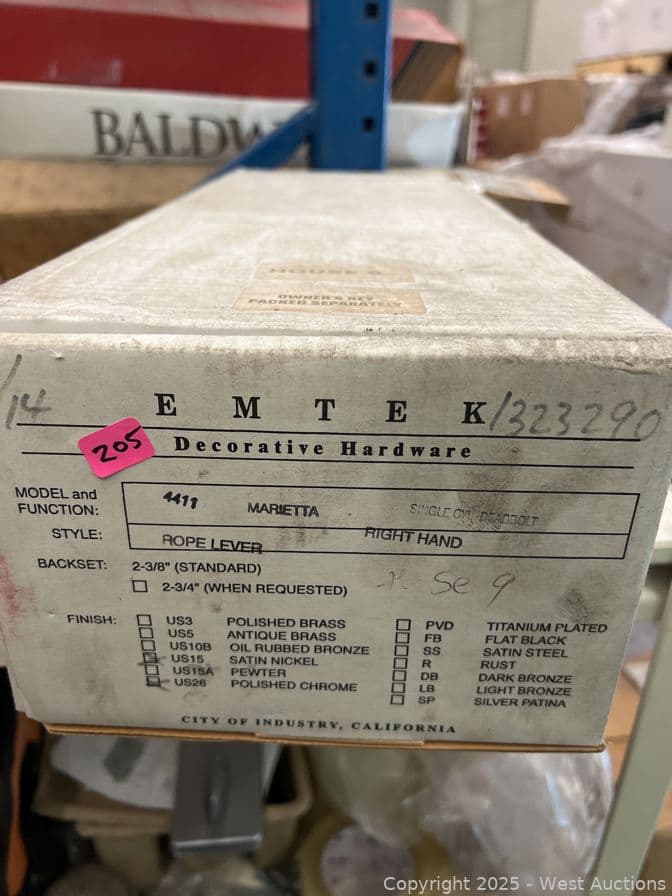 BALDW
HOUSE &
OWNER'S KEY
PACKED SEPARATELY
/14
EMTEK /323290
205
Decorative Hardware
MODEL and FUNCTION: 4411 MARIETTA SINGLE CYL DEADBOLT
STYLE: ROPE LEVER RIGHT HAND
BACKSET: 2-3/8" (STANDARD)
2-3/4" (WHEN REQUESTED)
Se 9
FINISH: US3 POLISHED BRASS PVD TITANIUM PLATED
US5 ANTIQUE BRASS FB FLAT BLACK
US10B OIL RUBBED BRONZE SS SATIN STEEL
US15 SATIN NICKEL R RUST
US15A PEWTER DB DARK BRONZE
US26 POLISHED CHROME LB LIGHT BRONZE
SP SILVER PATINA
CITY OF INDUSTRY, CALIFORNIA
Copyright 2025 - West Auctions